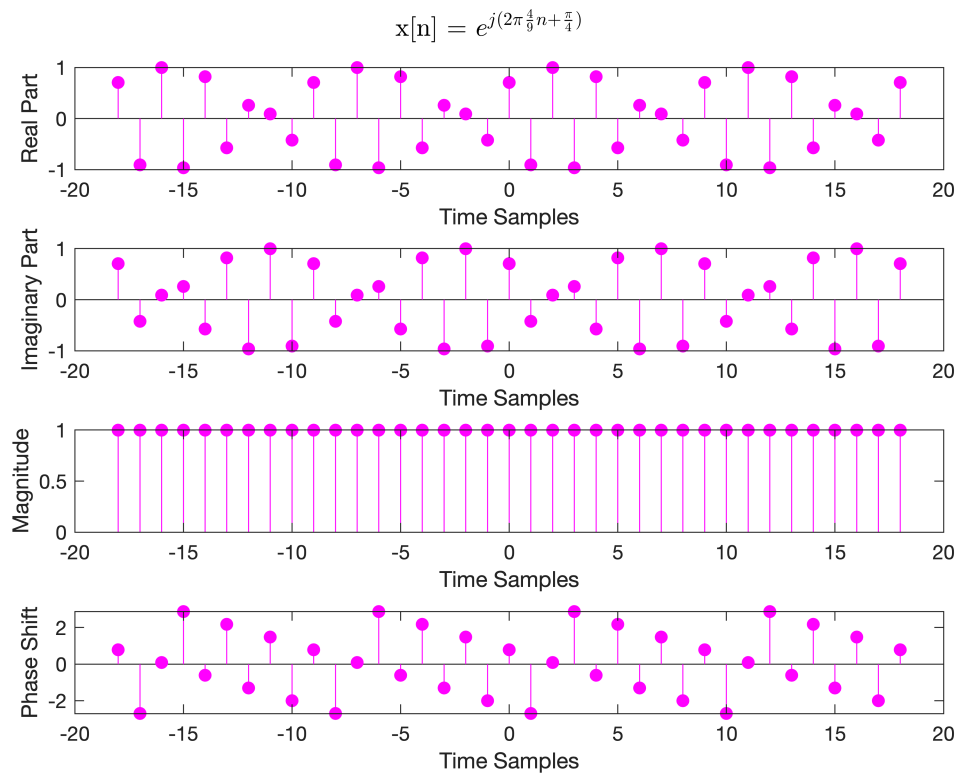 x[n] = e^{j(2π\frac{4}{9}n+\frac{π}{4})}
1
0
-1
Real Part
-20 -15 -10 -5 0 5 10 15 20
Time Samples
1
0
-1
Imaginary Part
-20 -15 -10 -5 0 5 10 15 20
Time Samples
1
0.5
0
Magnitude
-20 -15 -10 -5 0 5 10 15 20
Time Samples
2
0
-2
Phase Shift
-20 -15 -10 -5 0 5 10 15 20
Time Samples